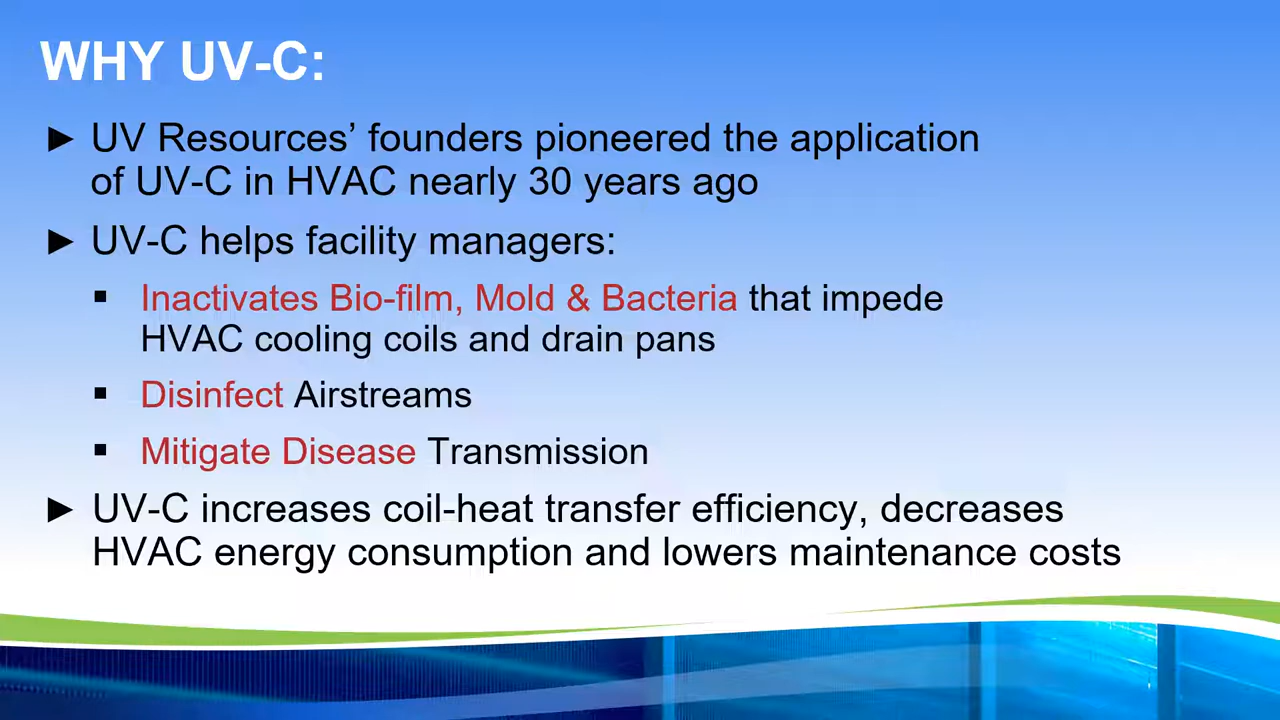 WHY UV-C:
► UV Resources’ founders pioneered the application
of UV-C in HVAC nearly 30 years ago
► UV-C helps facility managers:
▪ Inactivates Bio-film, Mold & Bacteria that impede
HVAC cooling coils and drain pans
▪ Disinfect Airstreams
▪ Mitigate Disease Transmission
► UV-C increases coil-heat transfer efficiency, decreases
HVAC energy consumption and lowers maintenance costs